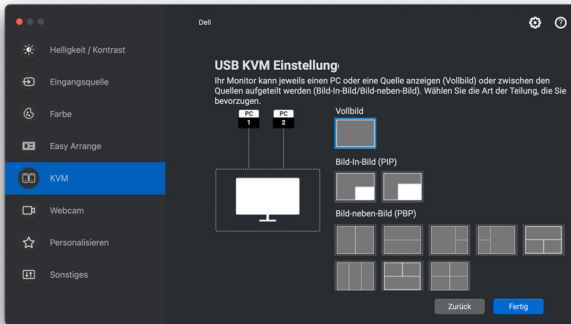 Dell
Helligkeit / Kontrast
Eingangsquelle
Farbe
Easy Arrange
KVM
Webcam
Personalisieren
Sonstiges
USB KVM Einstellung
Ihr Monitor kann jeweils einen PC oder eine Quelle anzeigen (Vollbild) oder zwischen den
Quellen aufgeteilt werden (Bild-In-Bild/Bild-neben-Bild). Wählen Sie die Art der Teilung, die Sie
bevorzugen.
PC
1
PC
2
Vollbild
Bild-In-Bild (PIP)
Bild-neben-Bild (PBP)
Zurück
Fertig